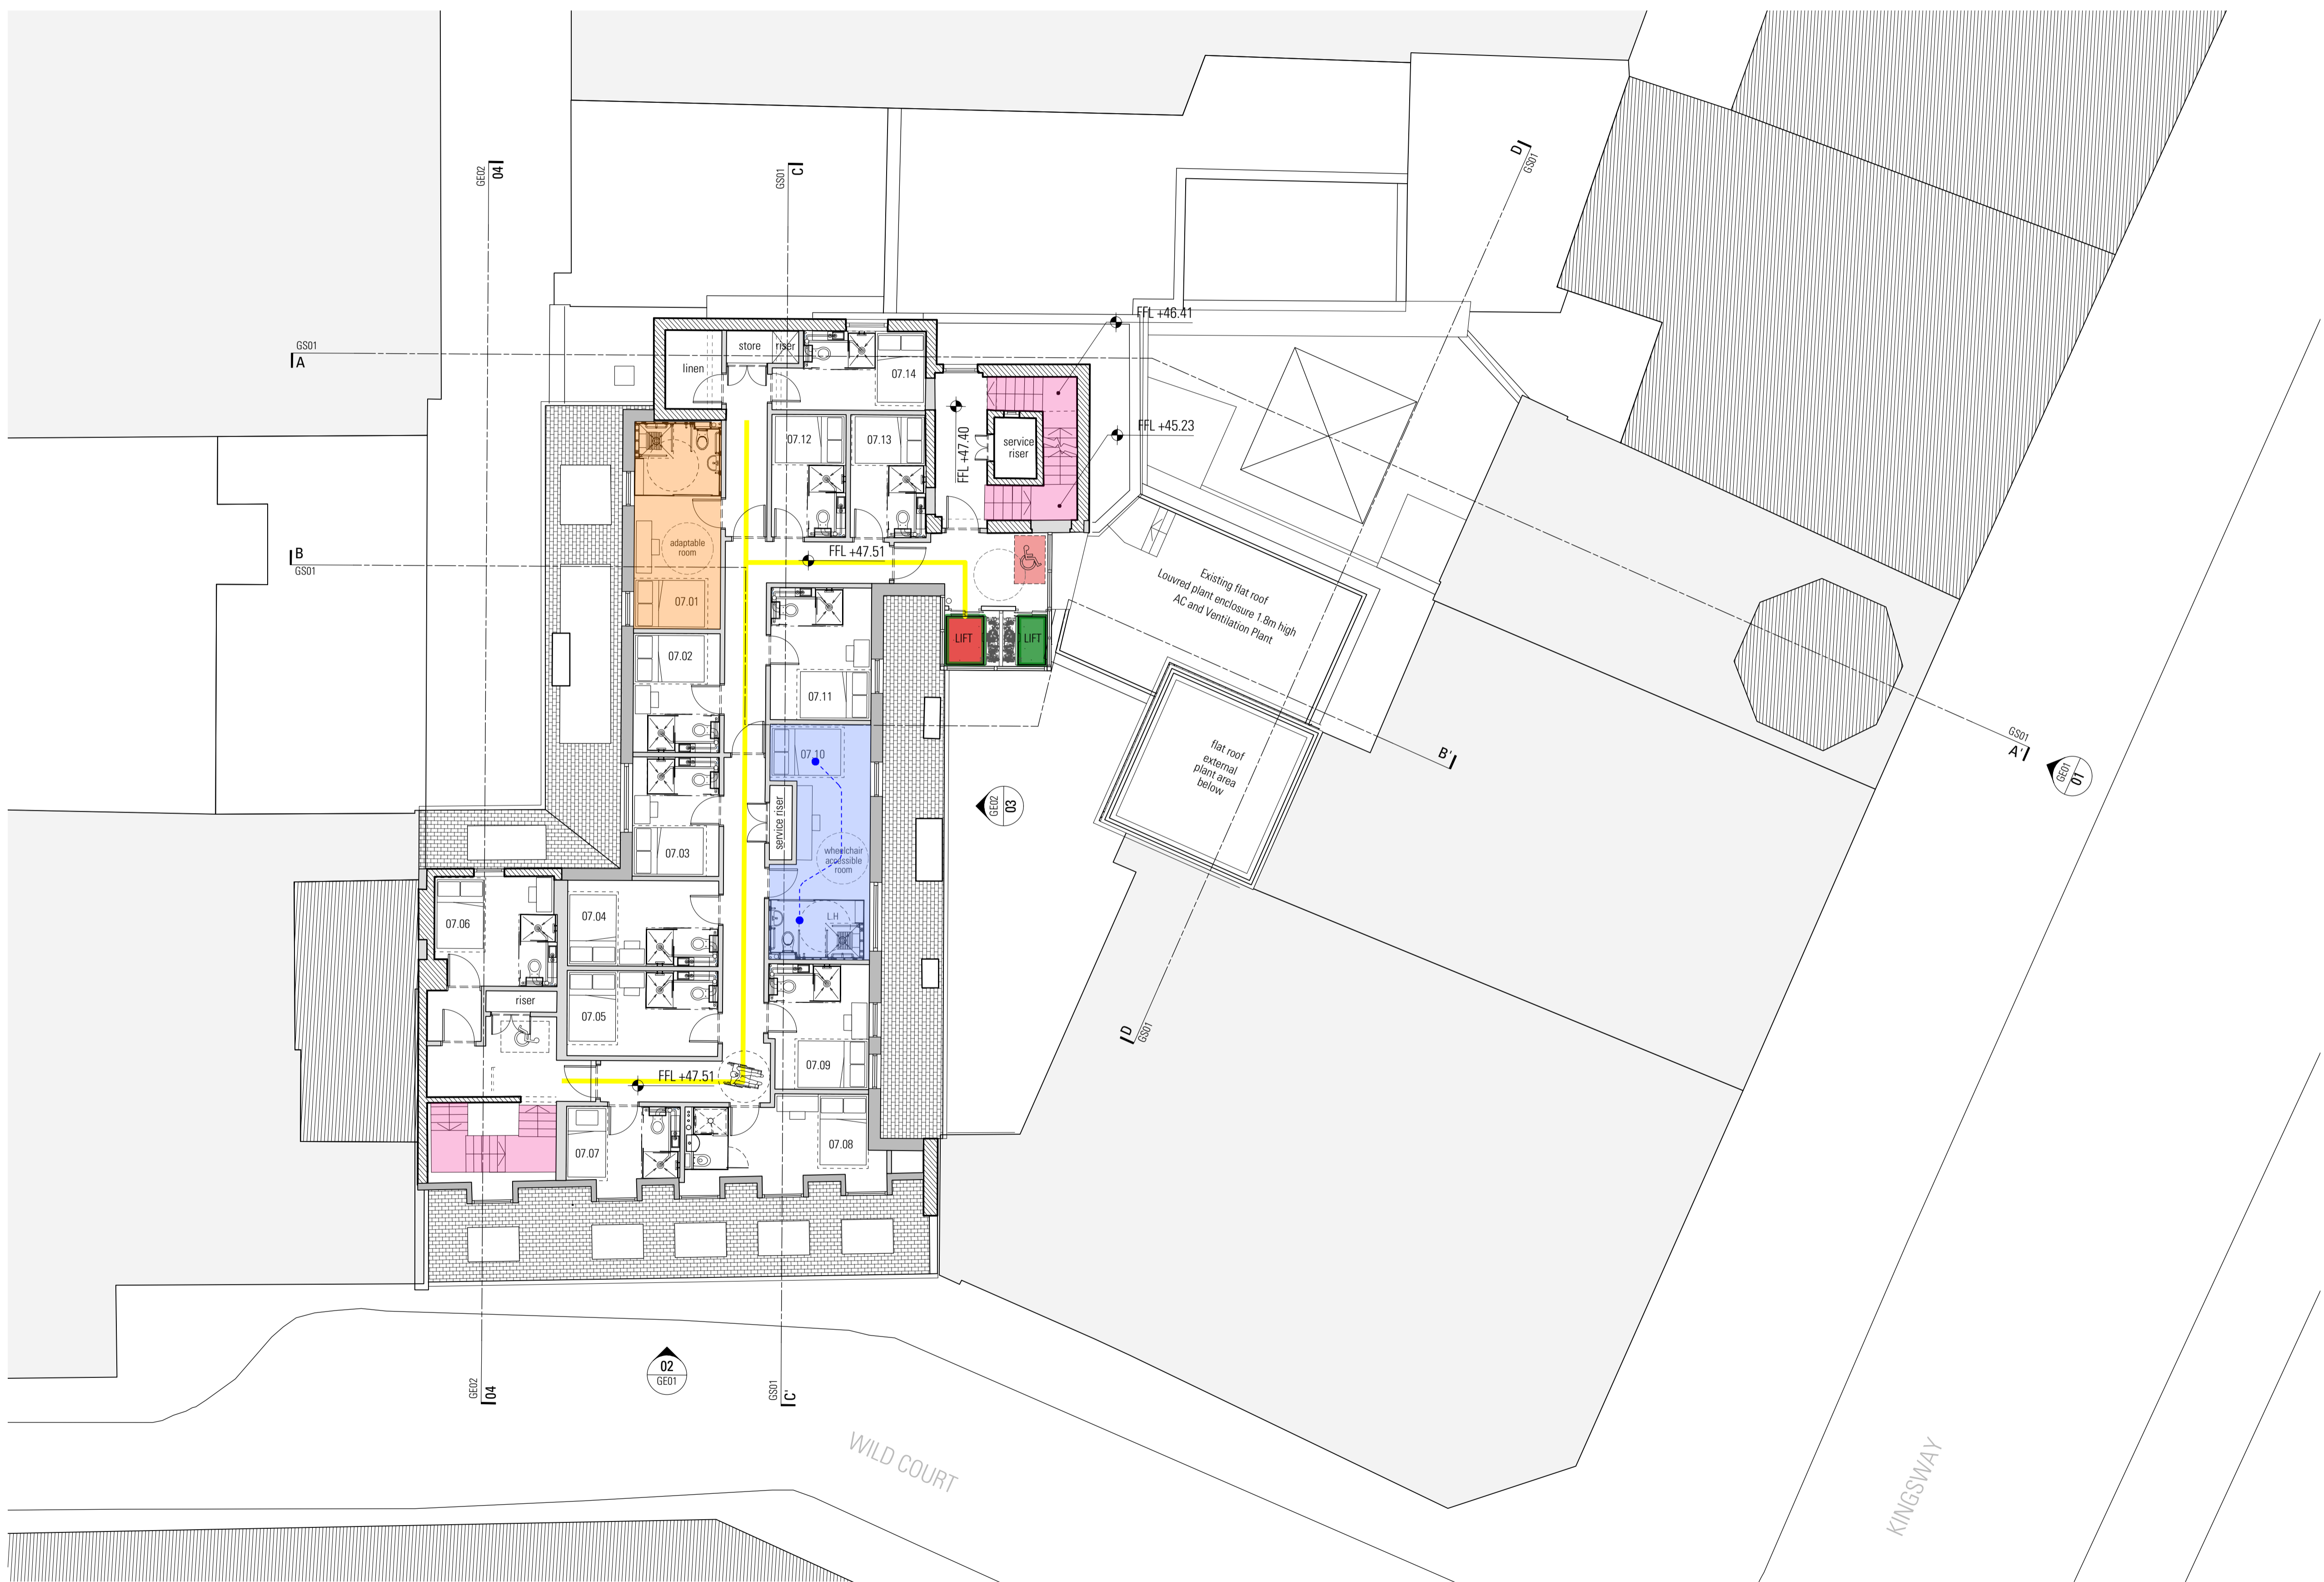 GE02
04
GS01
C
D
GS01
FFL +46.41
GS01
A
store
riser
linen
07.14
FFL +45.23
07.12
07.13
FFL +47.40
service
riser
adaptable
room
B
GS01
FFL +47.51
07.01
Existing flat roof
Louvred plant enclosure 1.8m high
AC and Ventilation Plant
LIFT
LIFT
07.02
07.11
07.10
flat roof
external
plant area
below
B'
GS01
A'
GE01
01
GE02
03
service riser
07.03
wheelchair
accessible
room
07.06
07.04
L.H
riser
07.05
D
GS01
07.09
FFL +47.51
07.07
07.08
02
GE01
GE02
04
GS01
C'
WILD COURT
KINGSWAY